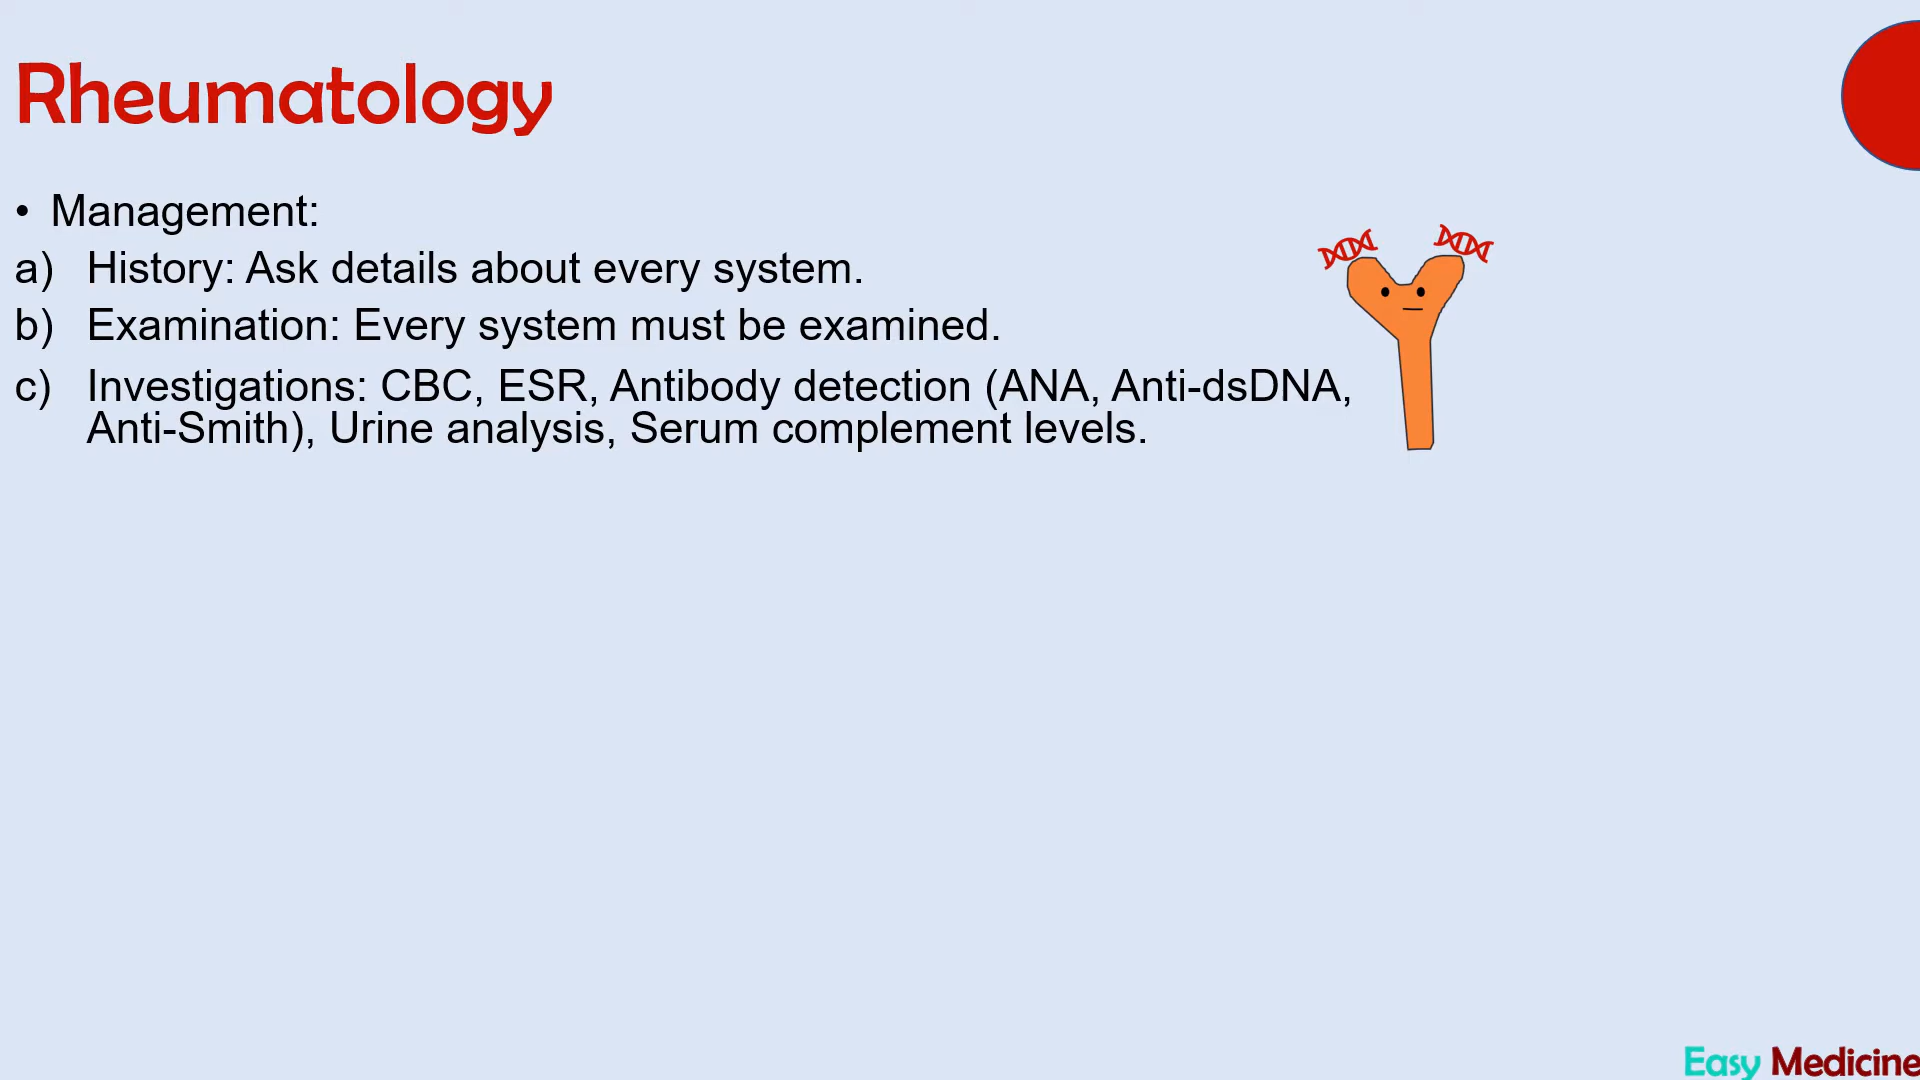 Rheumatology
• Management:
a) History: Ask details about every system.
b) Examination: Every system must be examined.
c) Investigations: CBC, ESR, Antibody detection (ANA, Anti-dsDNA,
Anti-Smith), Urine analysis, Serum complement levels.
Easy Medicine